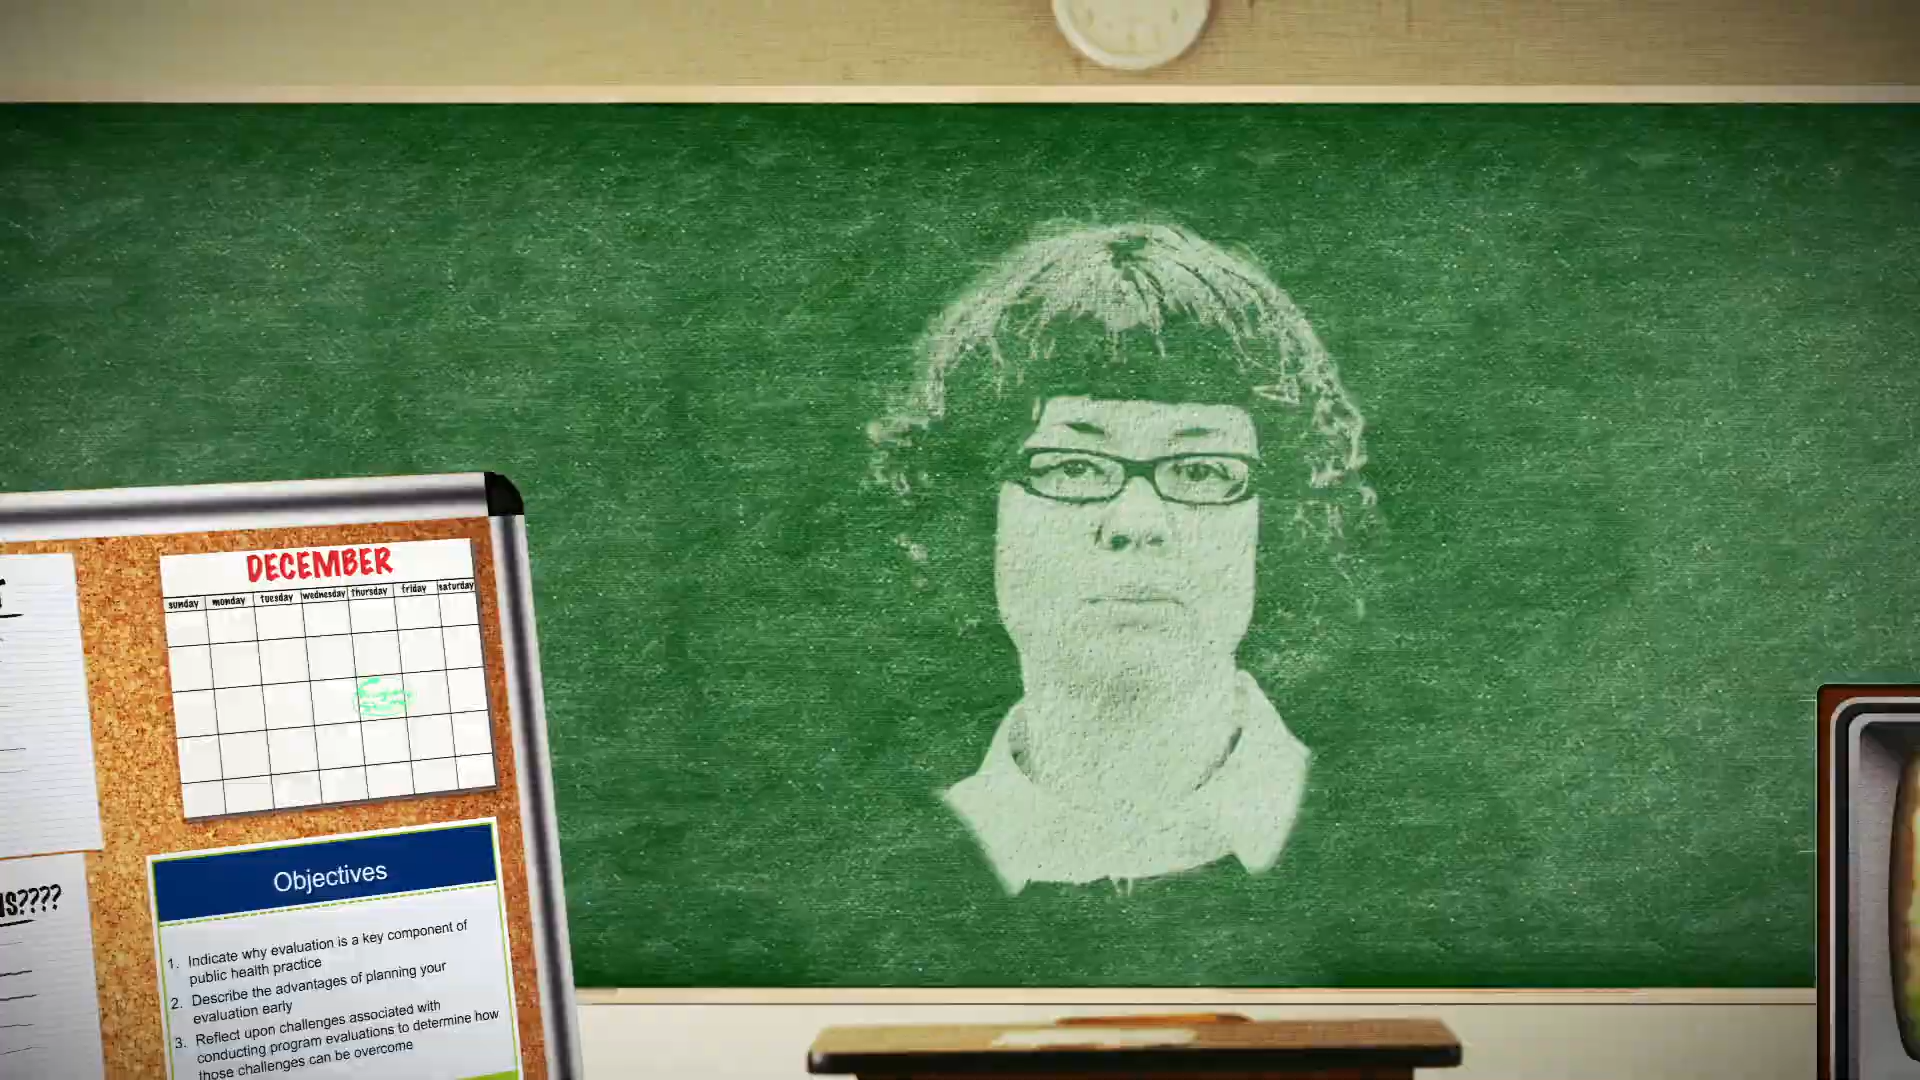 DECEMBER
sunday monday tuesday wednesday thursday friday saturday
Objectives
1. Indicate why evaluation is a key component of
public health practice
2. Describe the advantages of planning your
evaluation early
3. Reflect upon challenges associated with
conducting program evaluations to determine how
those challenges can be overcome
????